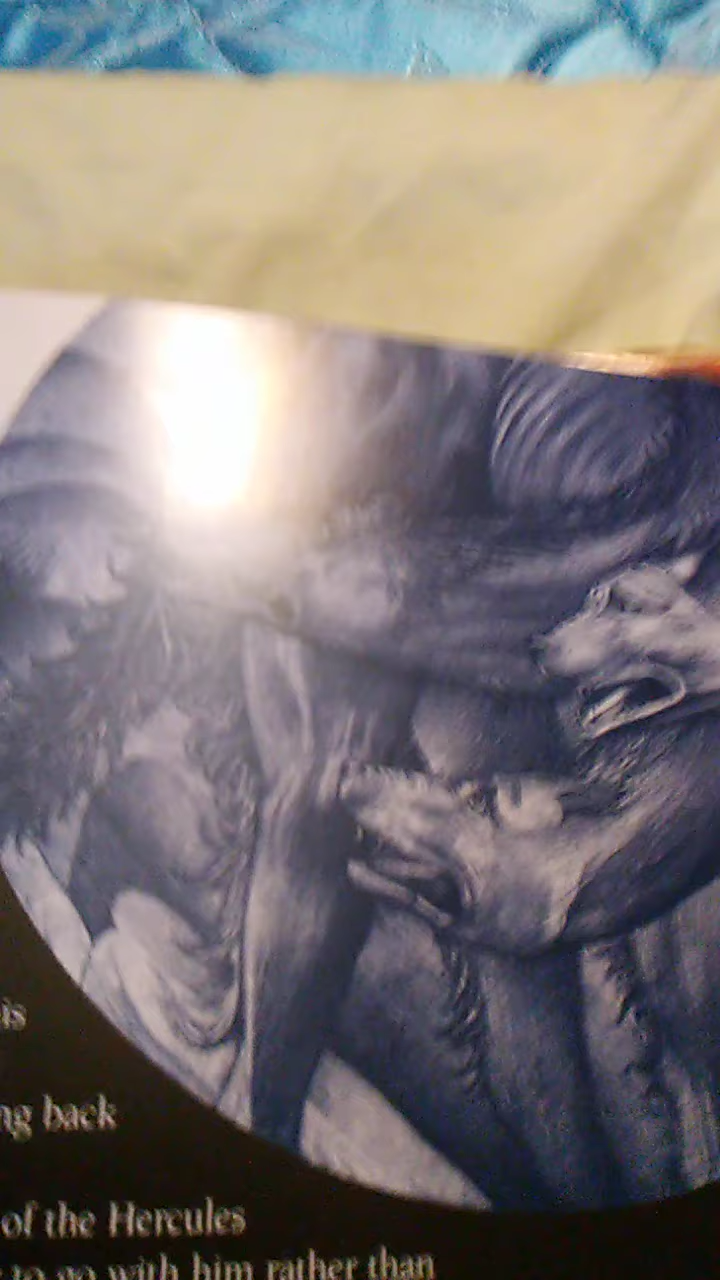 is
ng back
of the Hercules
to go with him rather than